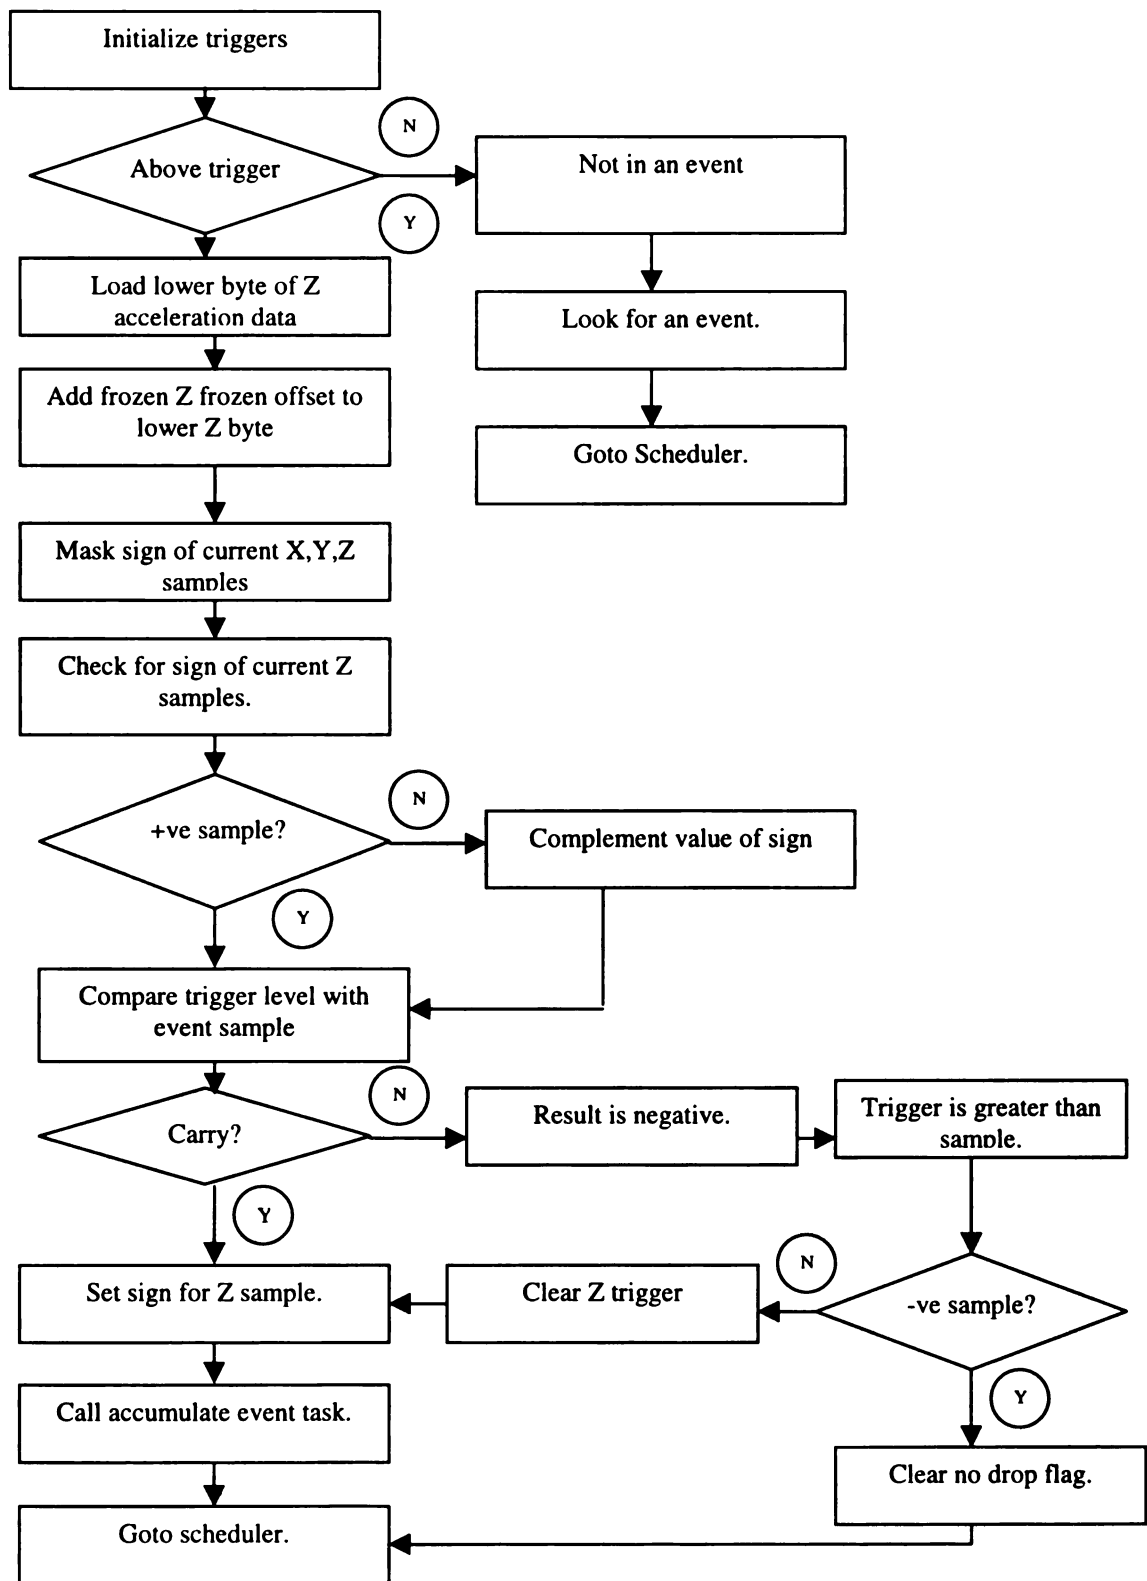 Initialize triggers
N
Above trigger
Not in an event
Y
Load lower byte of Z
acceleration data
Look for an event.
Add frozen Z frozen offset to
lower Z byte
Goto Scheduler.
Mask sign of current X,Y,Z
samples
Check for sign of current Z
samples.
N
+ve sample?
Complement value of sign
Y
Compare trigger level with
event sample
N
Carry?
Result is negative.
Trigger is greater than
sample.
Y
N
Set sign for Z sample.
Clear Z trigger
-ve sample?
Y
Call accumulate event task.
Clear no drop flag.
Goto scheduler.